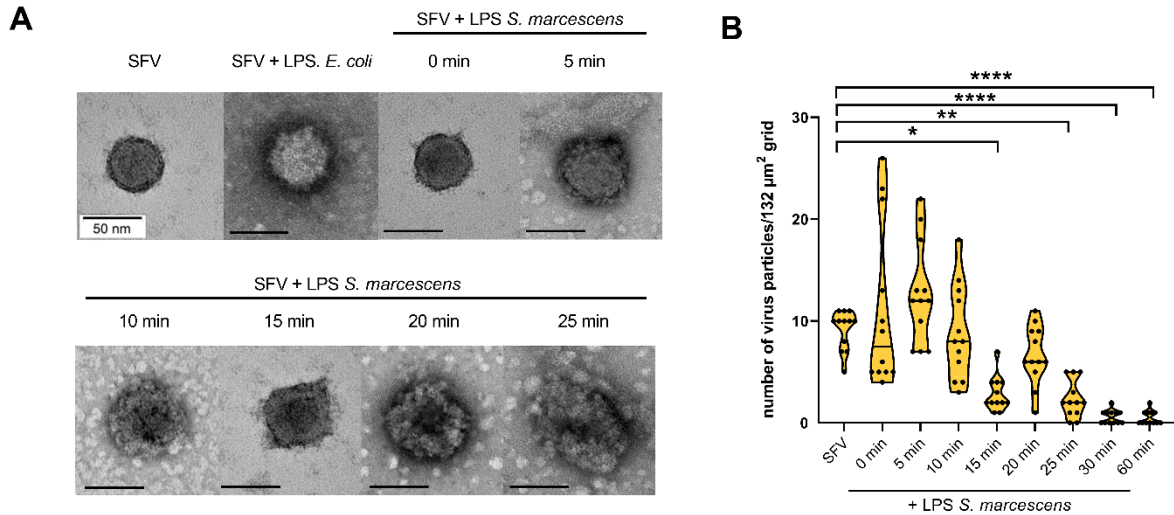 A
SFV + LPS S. marcescens
SFV
SFV + LPS. E. coli
0 min
5 min
50 nm
SFV + LPS S. marcescens
10 min
15 min
20 min
25 min
B
****
****
**
*
number of virus particles/132 µm² grid
30
20
10
0
SFV
0 min
5 min
10 min
15 min
20 min
25 min
30 min
60 min
+ LPS S. marcescens